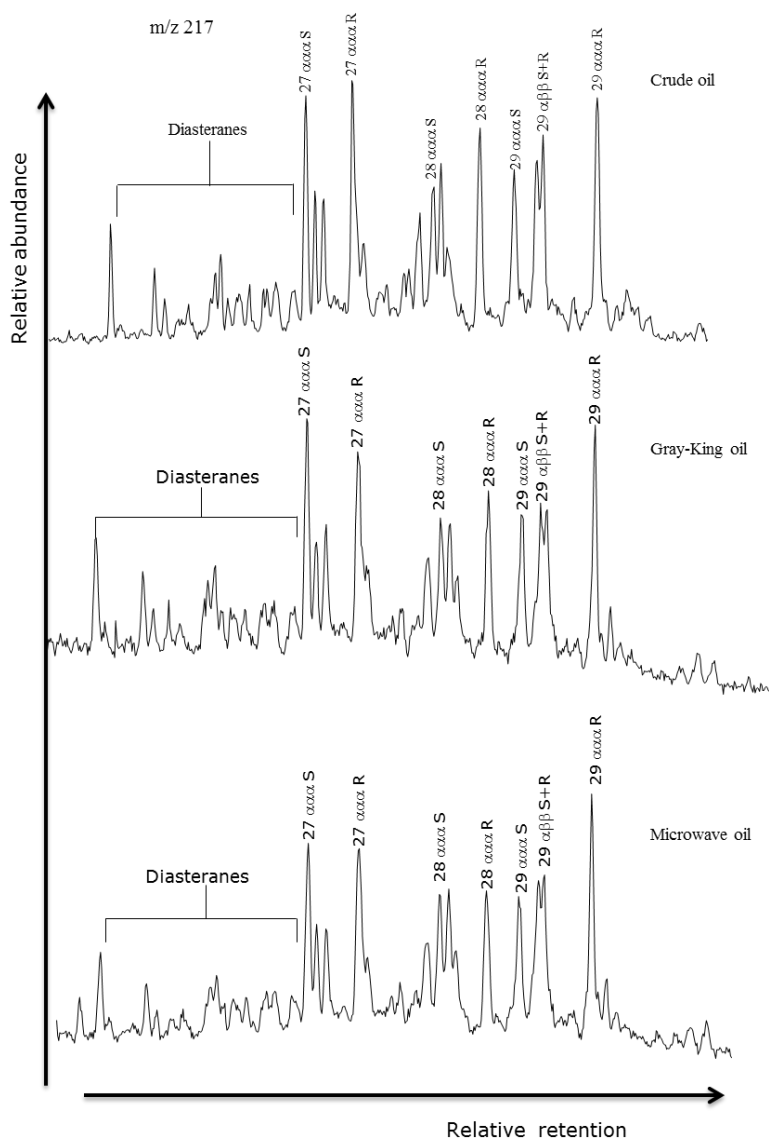 m/z 217
Relative abundance
Relative retention
Crude oil
Diasteranes
27 ααα S
27 ααα R
28 ααα S
28 ααα R
29 ααα S
29 αββ S+R
29 ααα R
Gray-King oil
Diasteranes
27 ααα S
27 ααα R
28 ααα S
28 ααα R
29 ααα S
29 αββ S+R
29 ααα R
Microwave oil
Diasteranes
27 ααα S
27 ααα R
28 ααα S
28 ααα R
29 ααα S
29 αββ S+R
29 ααα R